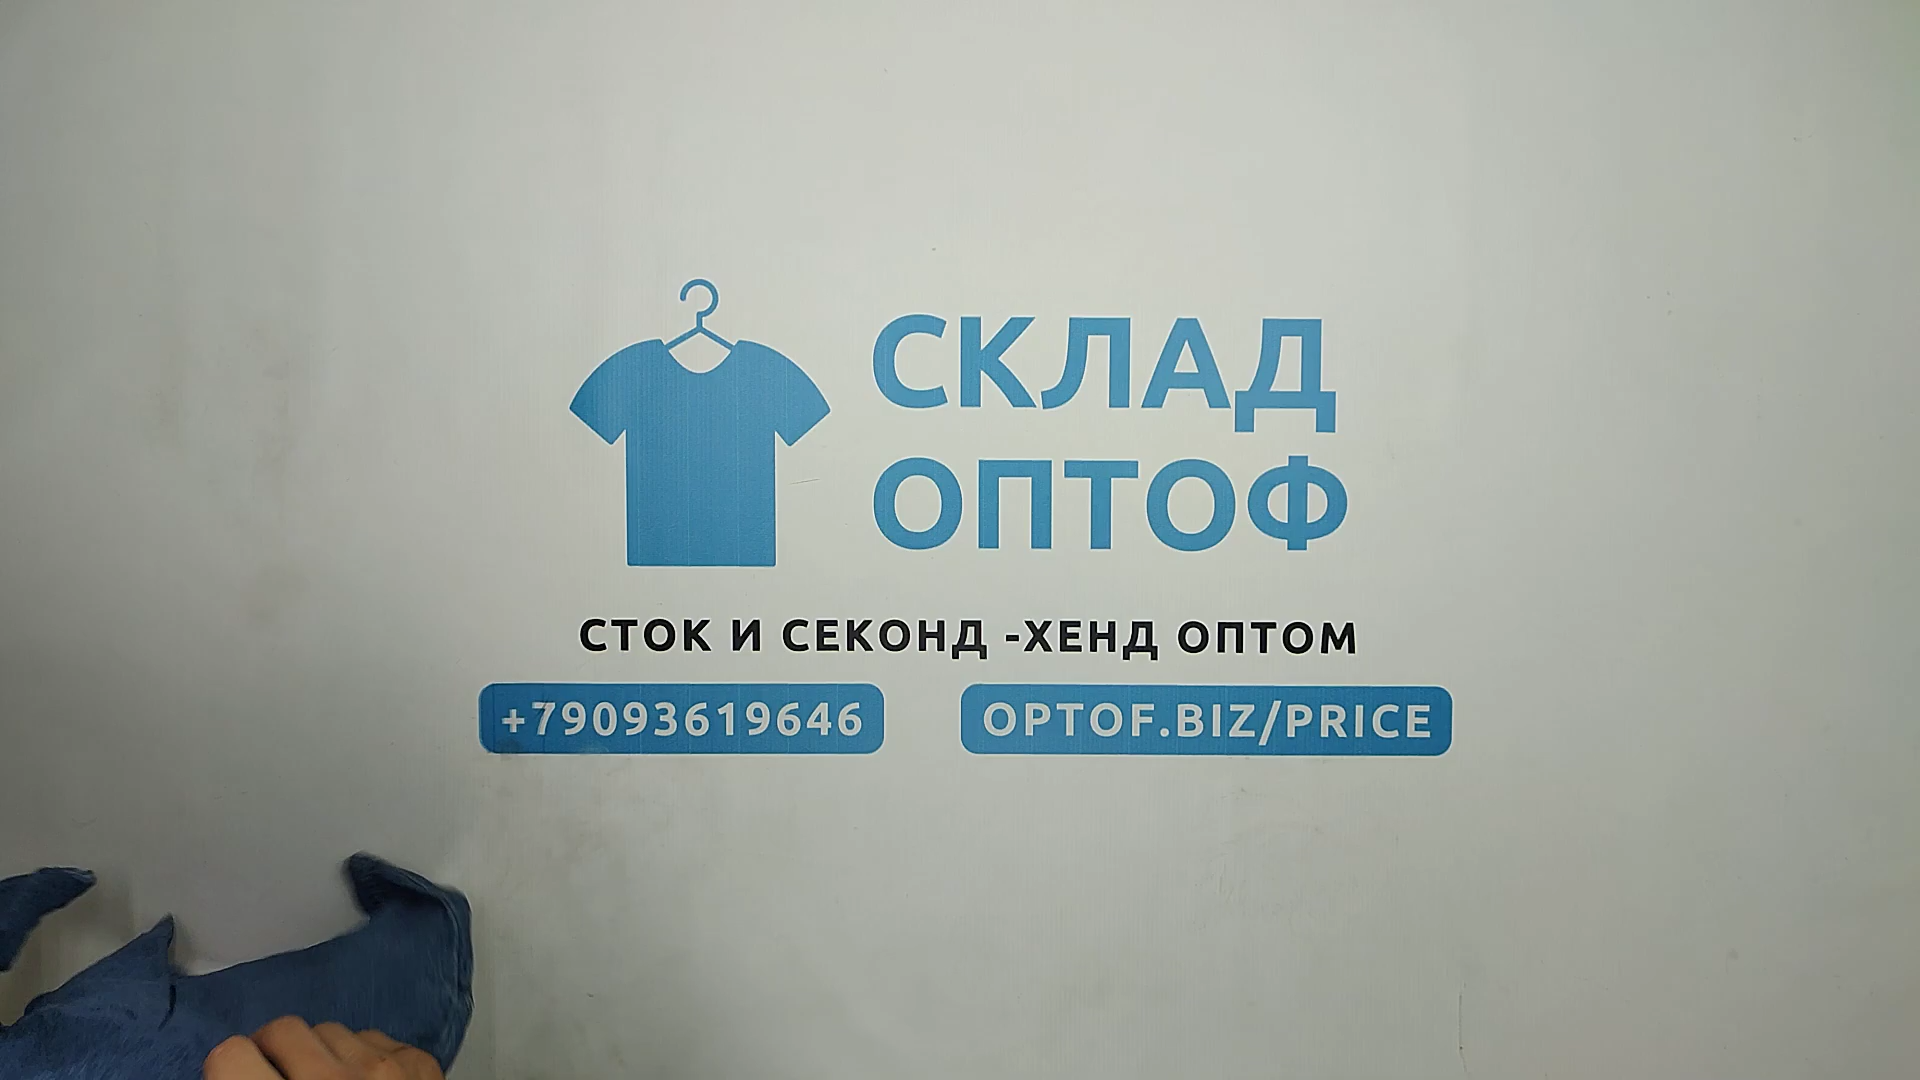 СКЛАД
ОПТОФ
СТОК И СЕКОНД -ХЕНД ОПТОМ
+79093619646
OPTOF.BIZ/PRICE